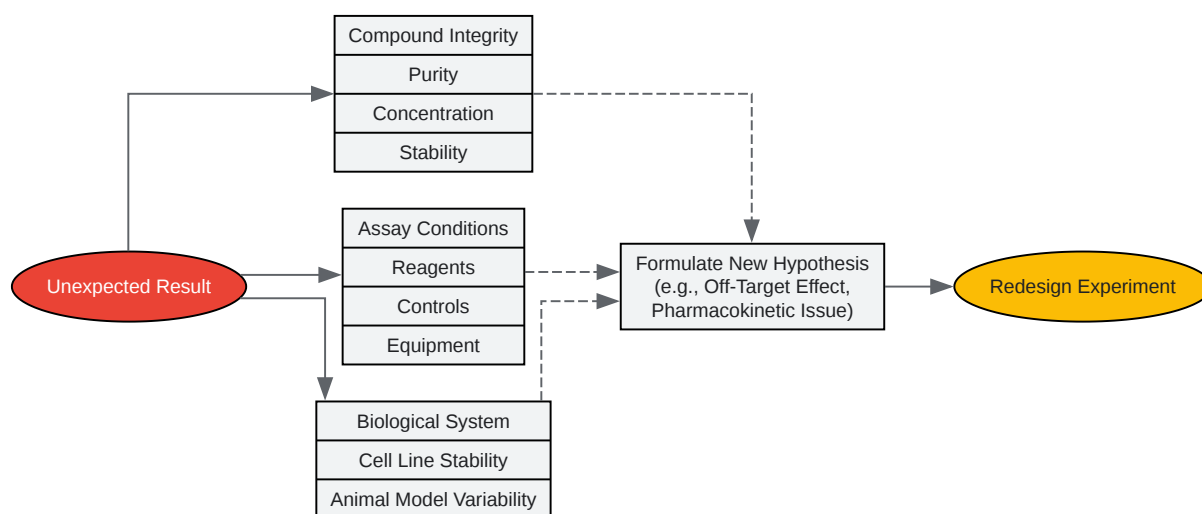 Compound Integrity
Purity
Concentration
Stability
Unexpected Result
Assay Conditions
Reagents
Controls
Equipment
Biological System
Cell Line Stability
Animal Model Variability
Formulate New Hypothesis
(e.g., Off-Target Effect,
Pharmacokinetic Issue)
Redesign Experiment